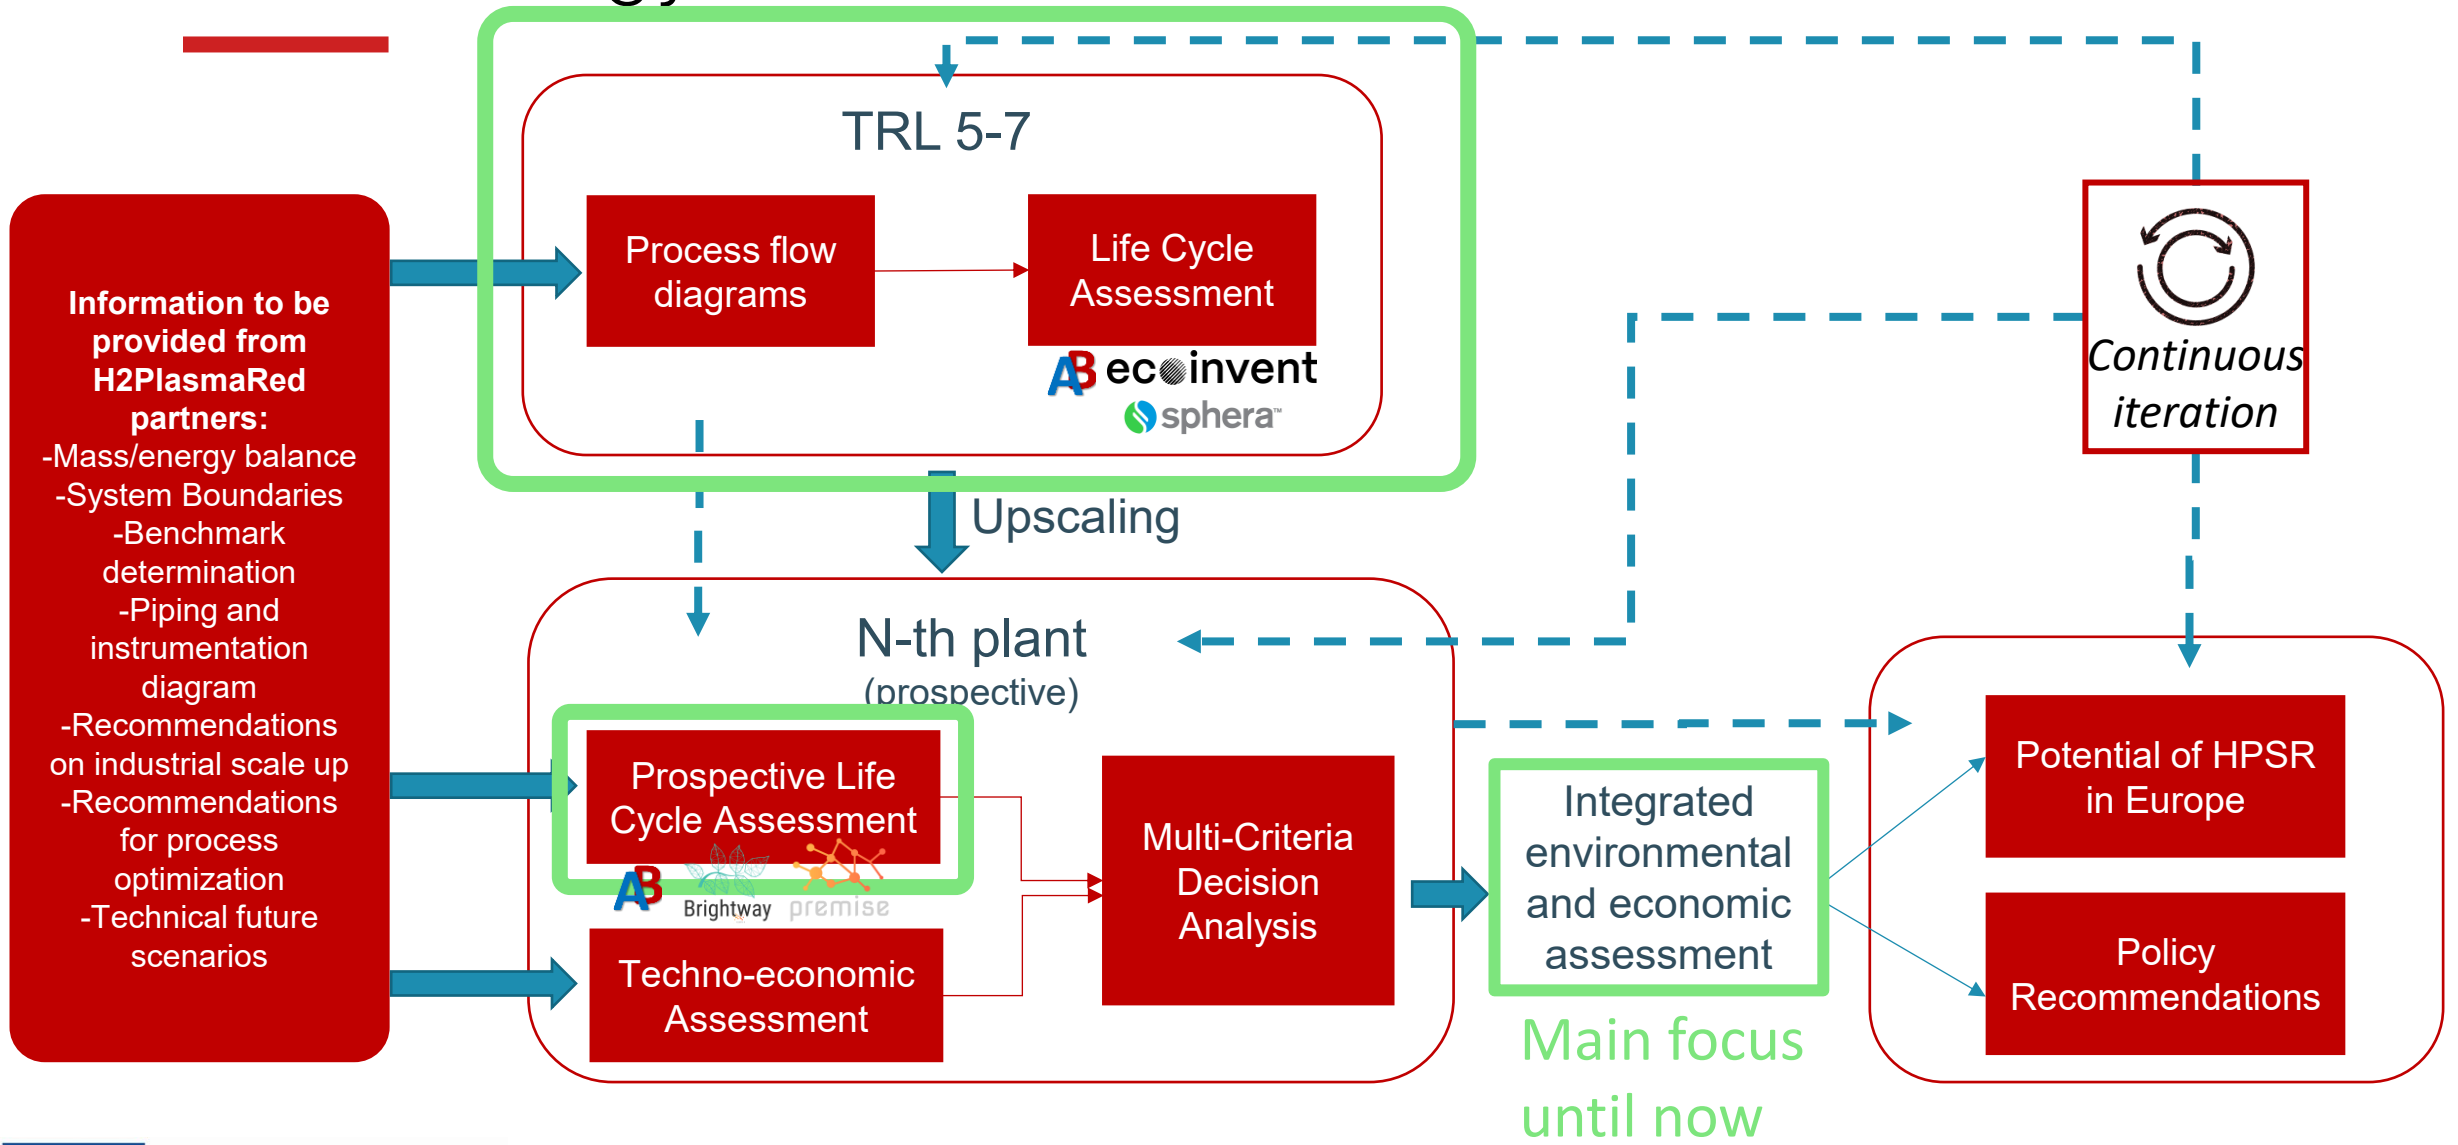 TRL 5-7
Process flow
diagrams
Life Cycle
Assessment
AB ecoinvent
sphera™
Information to be
provided from
H2PlasmaRed
partners:
-Mass/energy balance
-System Boundaries
-Benchmark
determination
-Piping and
instrumentation
diagram
-Recommendations
on industrial scale up
-Recommendations
for process
optimization
-Technical future
scenarios
Continuous
iteration
Upscaling
N-th plant
(prospective)
Prospective Life
Cycle Assessment
AB Brightway premise
Techno-economic
Assessment
Multi-Criteria
Decision
Analysis
Integrated
environmental
and economic
assessment
Main focus
until now
Potential of HPSR
in Europe
Policy
Recommendations